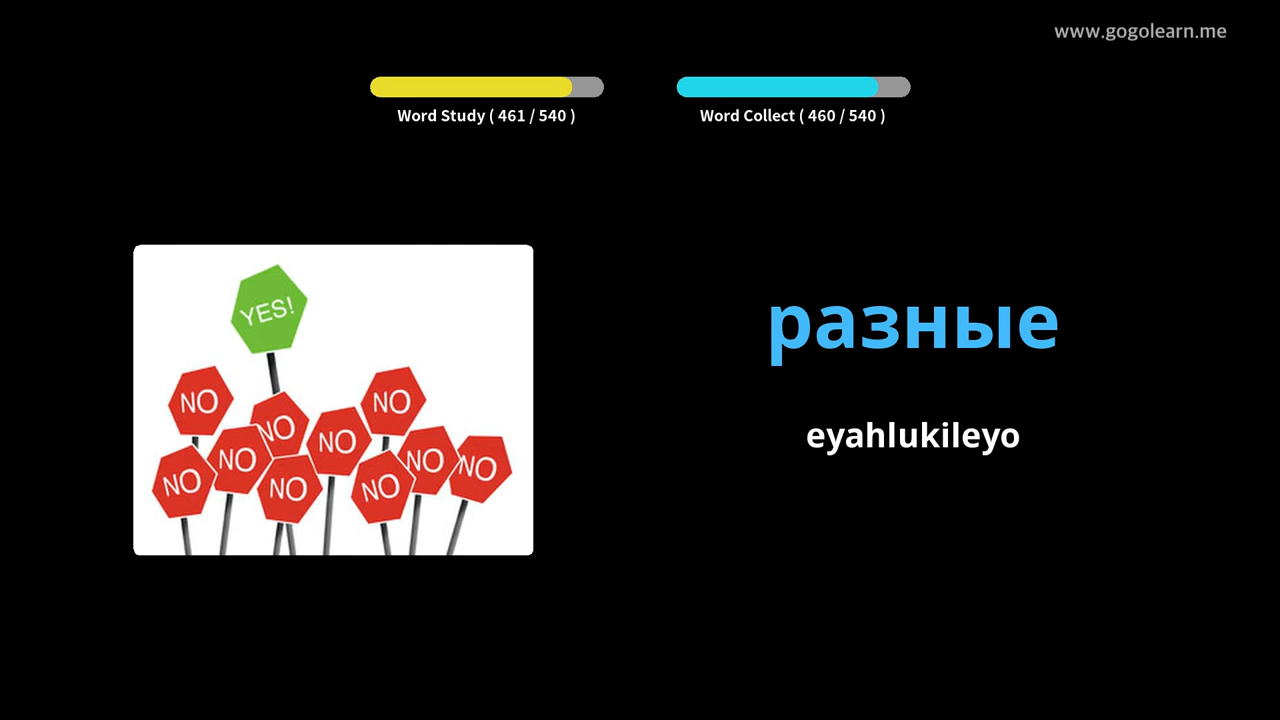 www.gogolearn.me
Word Study ( 461 / 540 )
Word Collect ( 460 / 540 )
YES!
NO
NO
NO
NO
NO
NO
NO
NO
NO
NO
разные
eyahlukileyo